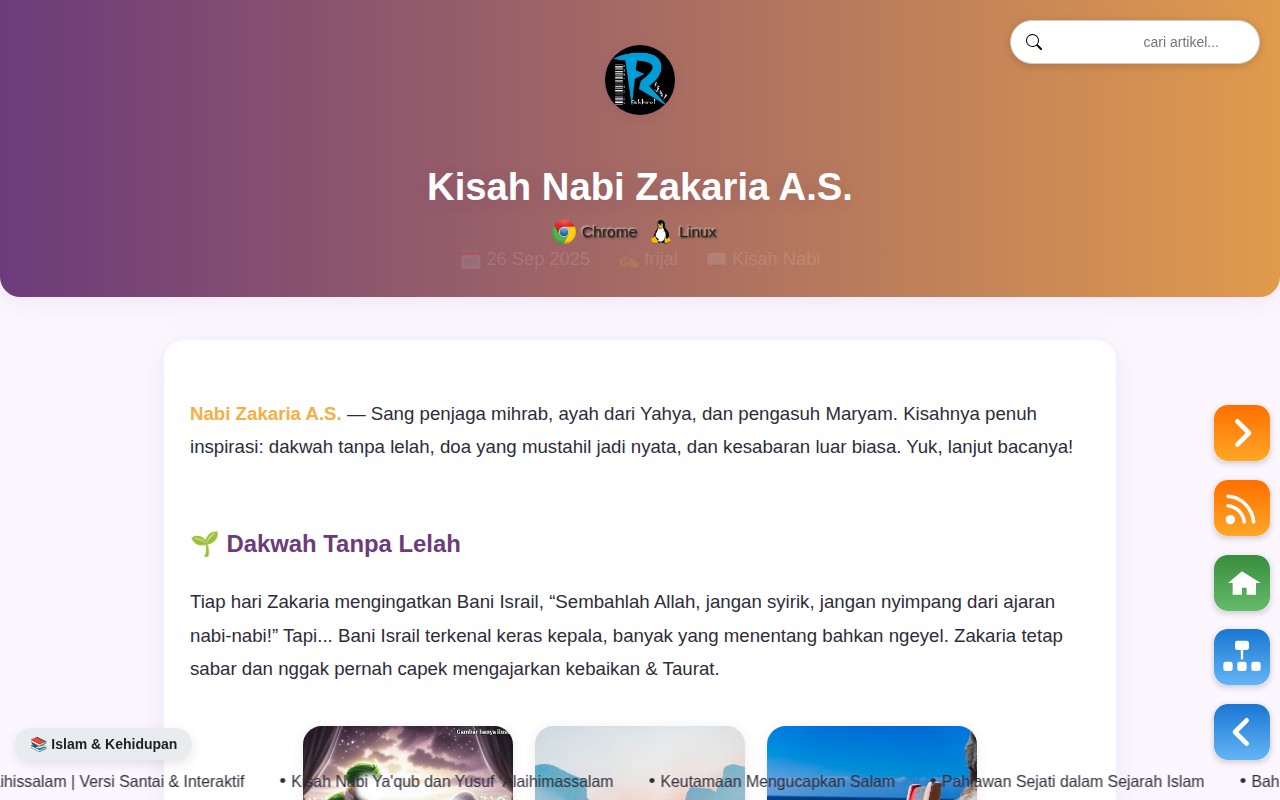 cari artikel...
Kisah Nabi Zakaria A.S.
Chrome Linux
26 Sep 2025 frijal Kisah Nabi
Nabi Zakaria A.S. — Sang penjaga mihrab, ayah dari Yahya, dan pengasuh Maryam. Kisahnya penuh
inspirasi: dakwah tanpa lelah, doa yang mustahil jadi nyata, dan kesabaran luar biasa. Yuk, lanjut bacanya!
🌱 Dakwah Tanpa Lelah
Tiap hari Zakaria mengingatkan Bani Israil, “Sembahlah Allah, jangan syirik, jangan nyimpang dari ajaran
nabi-nabi!” Tapi... Bani Israil terkenal keras kepala, banyak yang menentang bahkan ngeyel. Zakaria tetap
sabar dan nggak pernah capek mengajarkan kebaikan & Taurat.
Gambar hanya ilus
📚 Islam & Kehidupan
ihissalam | Versi Santai & Interaktif • Kisah Nabi Ya'qub dan Yusuf Alaihimassalam • Keutamaan Mengucapkan Salam • Pahlawan Sejati dalam Sejarah Islam • Bah